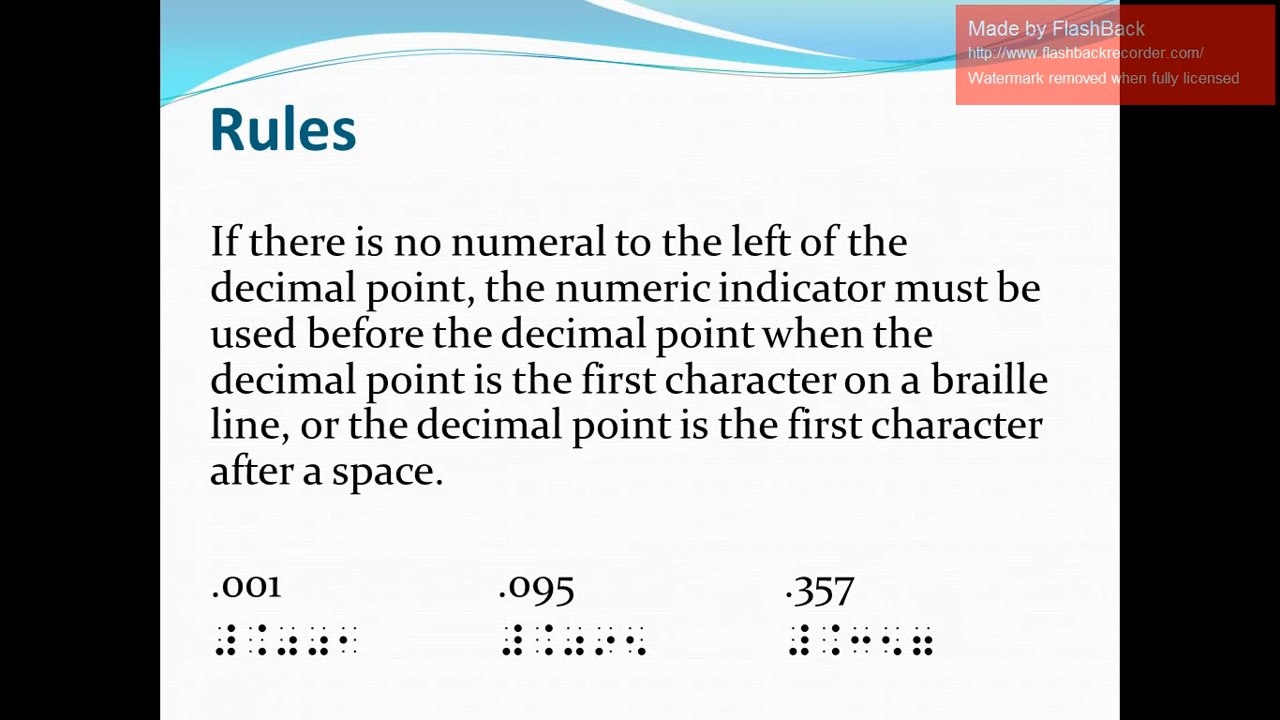 Made by FlashBack
http://www.flashbackrecorder.com/
Watermark removed when fully licensed
Rules
If there is no numeral to the left of the
decimal point, the numeric indicator must be
used before the decimal point when the
decimal point is the first character on a braille
line, or the decimal point is the first character
after a space.
.001 .095 .357
⠼⠨⠴⠴⠂ ⠼⠨⠴⠔⠢ ⠼⠨⠒⠢⠶